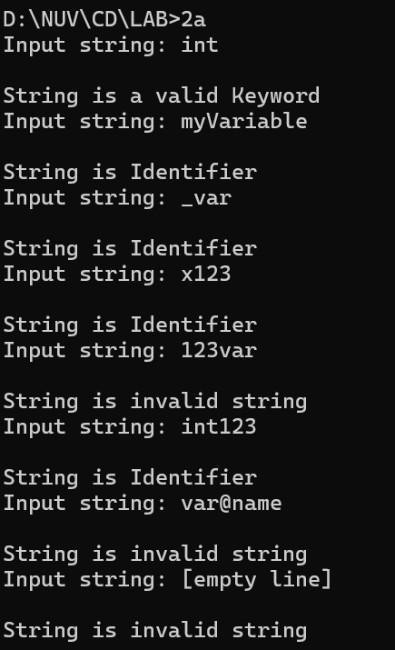 D:\NUV\CD\LAB>2a
Input string: int
String is a valid Keyword
Input string: myVariable
String is Identifier
Input string: _var
String is Identifier
Input string: x123
String is Identifier
Input string: 123var
String is invalid string
Input string: int123
String is Identifier
Input string: var@name
String is invalid string
Input string: [empty line]
String is invalid string